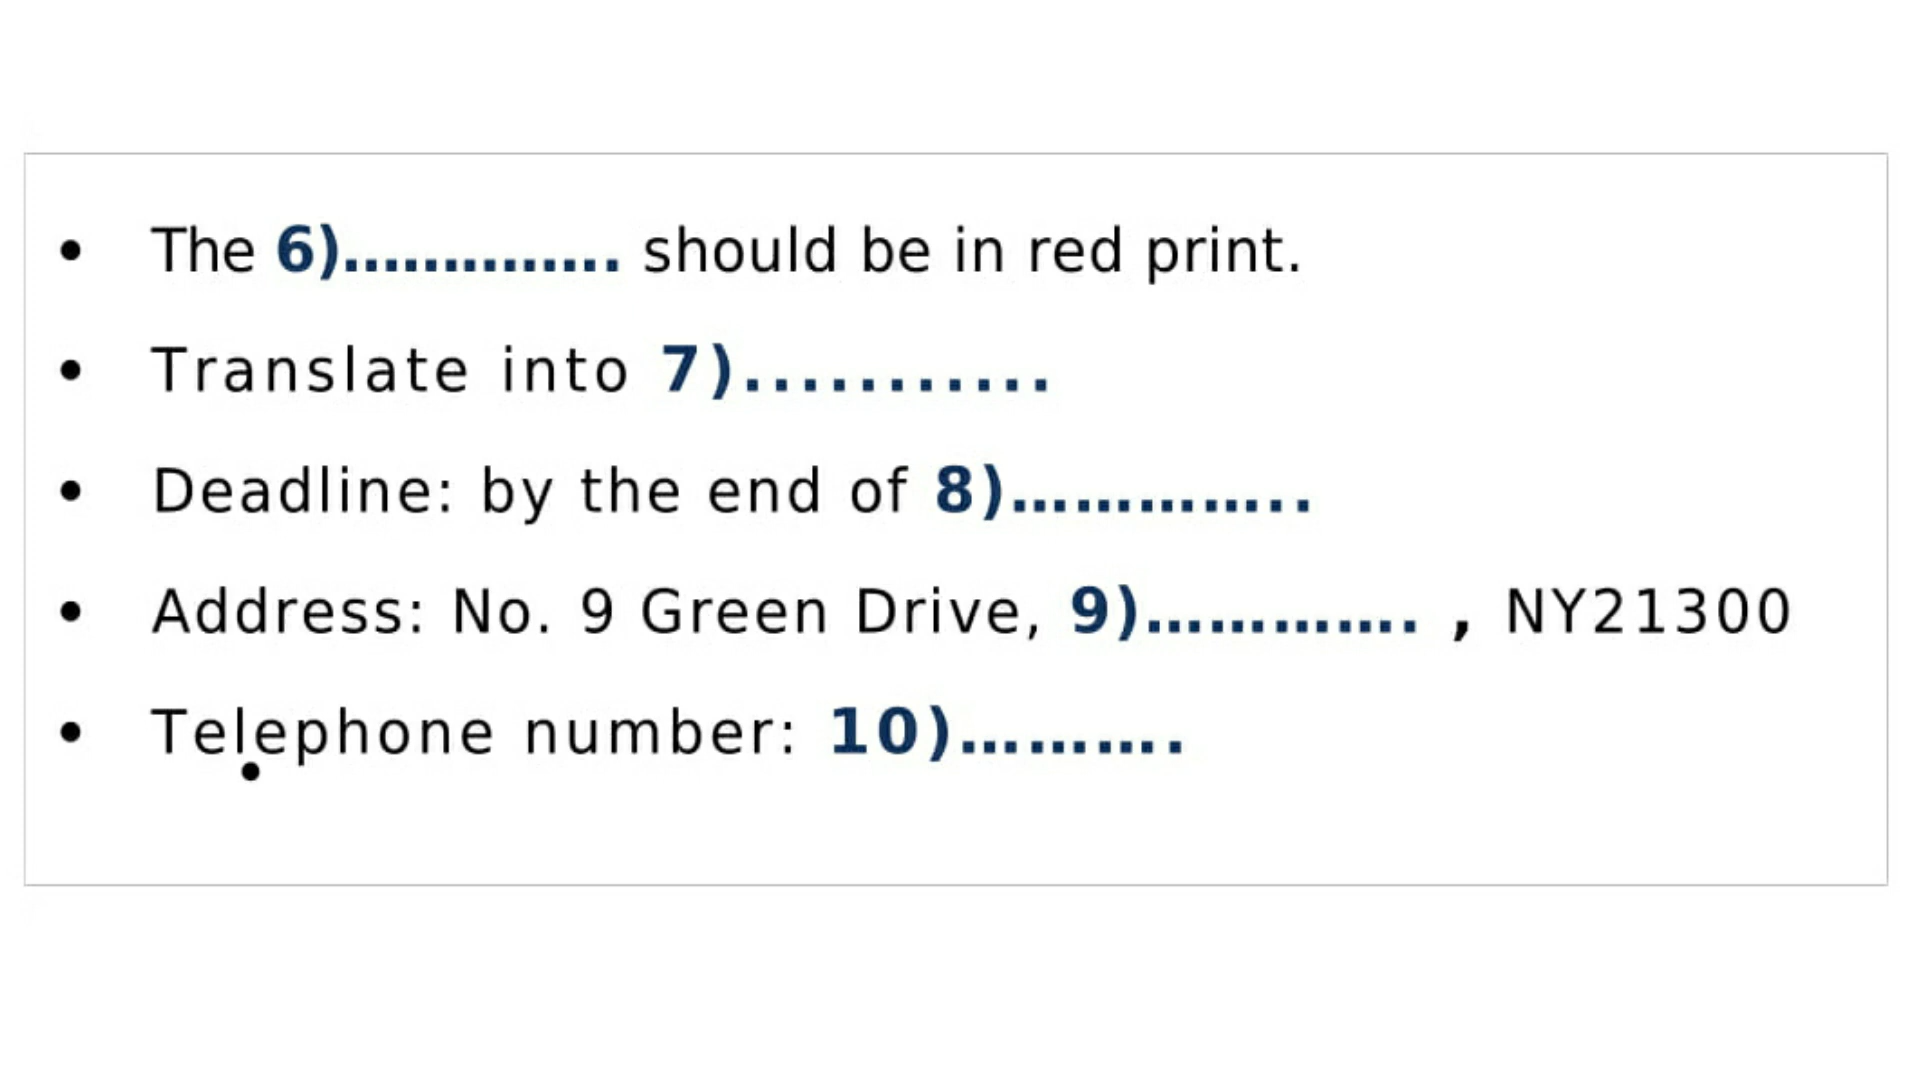 • The 6)………….. should be in red print.
• Translate into 7)...........
• Deadline: by the end of 8)…………...
• Address: No. 9 Green Drive, 9)…………. , NY21300
• Telephone number: 10)……….
•